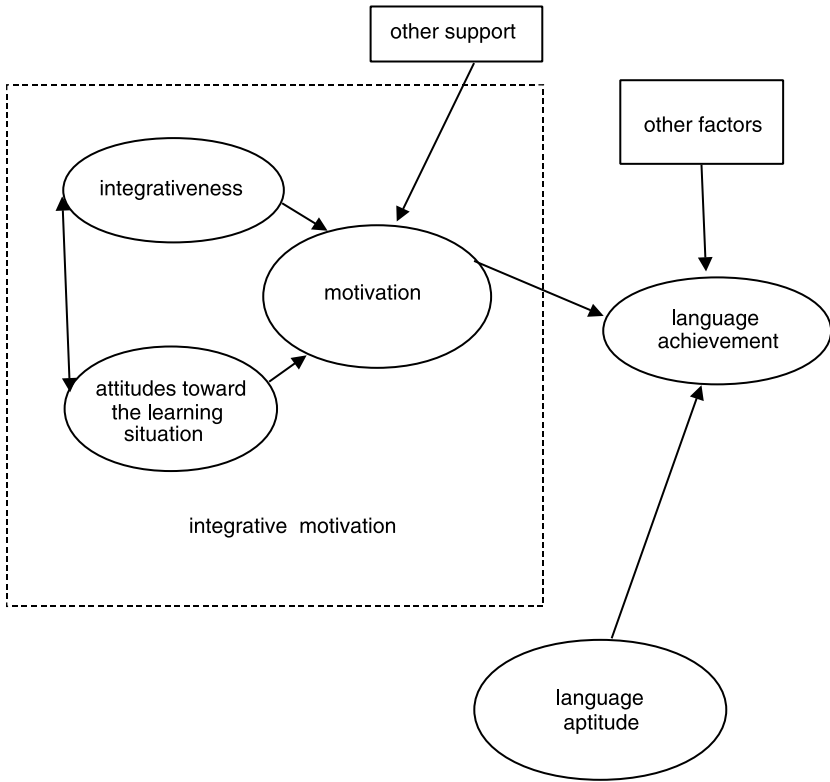 other support
other factors
integrativeness
motivation
language
achievement
attitudes toward
the learning
situation
integrative motivation
language
aptitude